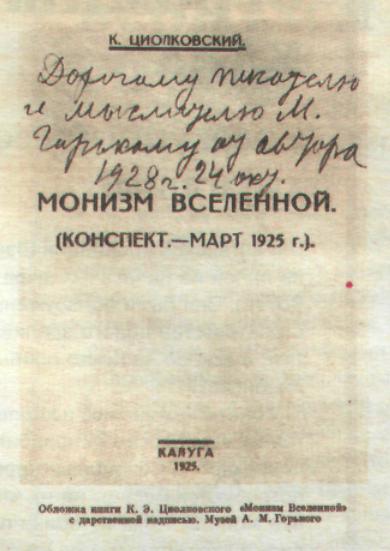 К. ЦИОЛКОВСКИЙ.
Дорогому писателю
и мыслителю М.
Горькому от автора
1928 г. 24 окт.
МОНИЗМ ВСЕЛЕННОЙ.
(КОНСПЕКТ.—МАРТ 1925 г.).
КАЛУГА
1925.
Обложка книги К. Э. Циолковского «Монизм Вселенной»
с дарственной надписью. Музей А. М. Горького